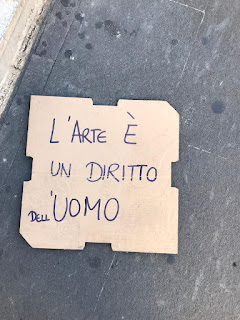 L'ARTE È
UN DIRITTO
DELL'UOMO